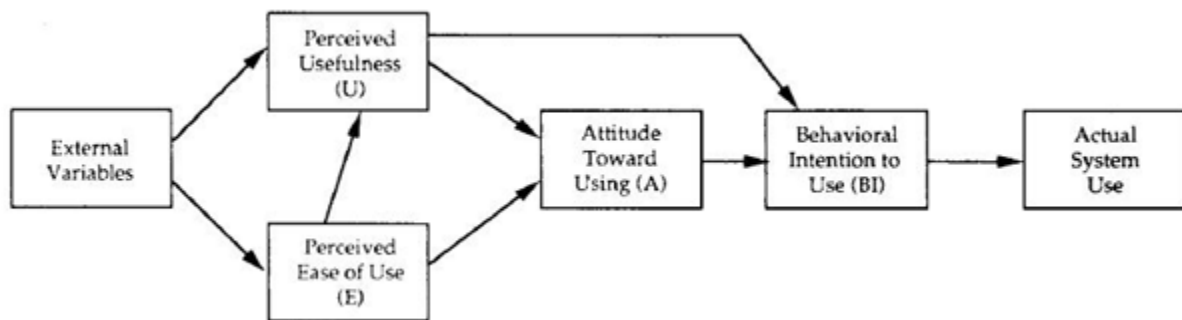 External
Variables
Perceived
Usefulness
(U)
Perceived
Ease of Use
(E)
Attitude
Toward
Using (A)
Behavioral
Intention to
Use (BI)
Actual
System
Use